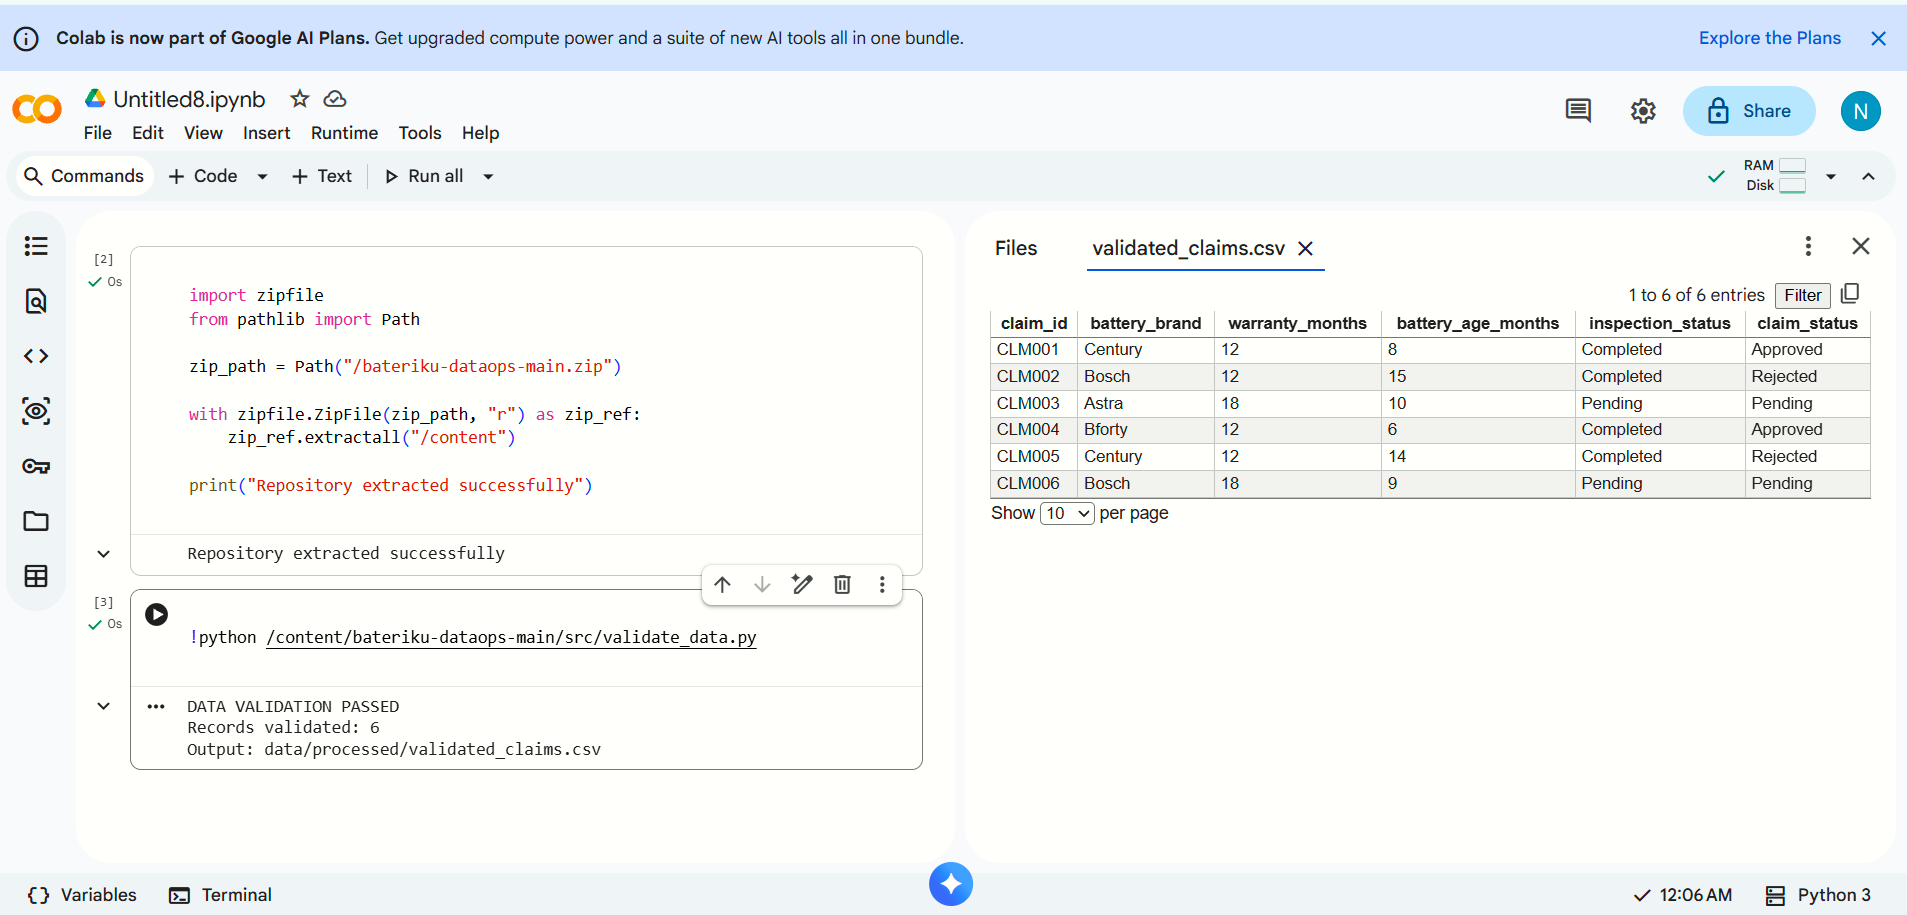 Colab is now part of Google AI Plans. Get upgraded compute power and a suite of new AI tools all in one bundle.
Explore the Plans
Untitled8.ipynb
File Edit View Insert Runtime Tools Help
Share
N
Commands + Code + Text Run all
RAM
Disk
[2]
0s
import zipfile
from pathlib import Path
zip_path = Path("/bateriku-dataops-main.zip")
with zipfile.ZipFile(zip_path, "r") as zip_ref:
zip_ref.extractall("/content")
print("Repository extracted successfully")
Repository extracted successfully
[3]
0s
!python /content/bateriku-dataops-main/src/validate_data.py
DATA VALIDATION PASSED
Records validated: 6
Output: data/processed/validated_claims.csv
Files validated_claims.csv
1 to 6 of 6 entries Filter
claim_id battery_brand warranty_months battery_age_months inspection_status claim_status
CLM001 Century 12 8 Completed Approved
CLM002 Bosch 12 15 Completed Rejected
CLM003 Astra 18 10 Pending Pending
CLM004 Bforty 12 6 Completed Approved
CLM005 Century 12 14 Completed Rejected
CLM006 Bosch 18 9 Pending Pending
Show 10 per page
{} Variables Terminal
12:06 AM Python 3